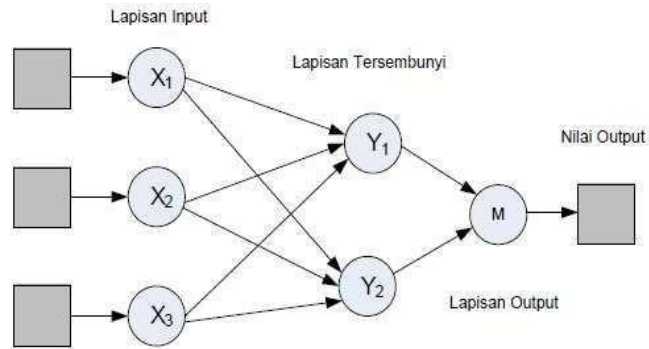 Lapisan Input
X1
Lapisan Tersembunyi
Y1
Nilai Output
X2
M
Y2
Lapisan Output
X3